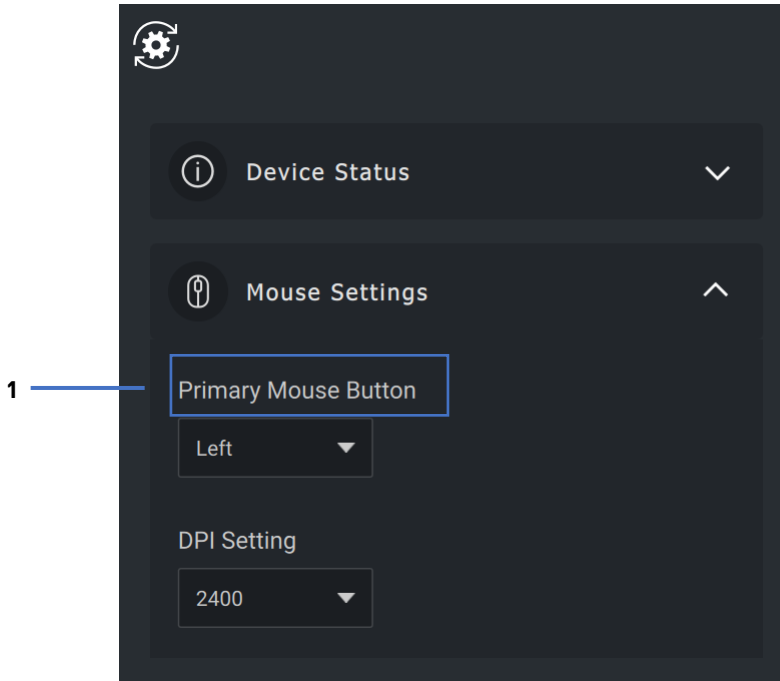 Device Status
Mouse Settings
1
Primary Mouse Button
Left
DPI Setting
2400